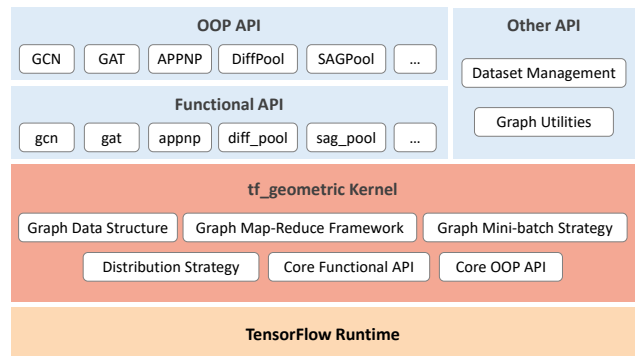 OOP API
GCN GAT APPNP DiffPool SAGPool ...
Functional API
gcn gat appnp diff_pool sag_pool ...
Other API
Dataset Management
Graph Utilities
tf_geometric Kernel
Graph Data Structure Graph Map-Reduce Framework Graph Mini-batch Strategy
Distribution Strategy Core Functional API Core OOP API
TensorFlow Runtime